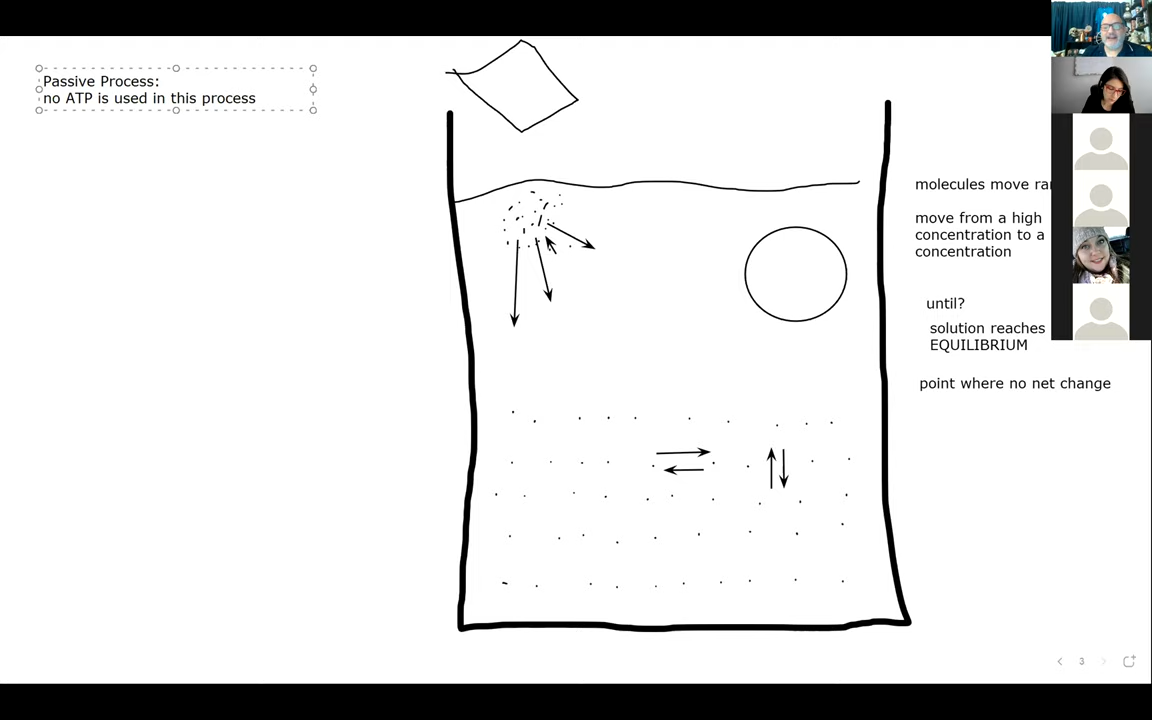 Passive Process:
no ATP is used in this process
molecules move
move from a high
concentration to a
concentration
until?
solution reaches
EQUILIBRIUM
point where no net change
3